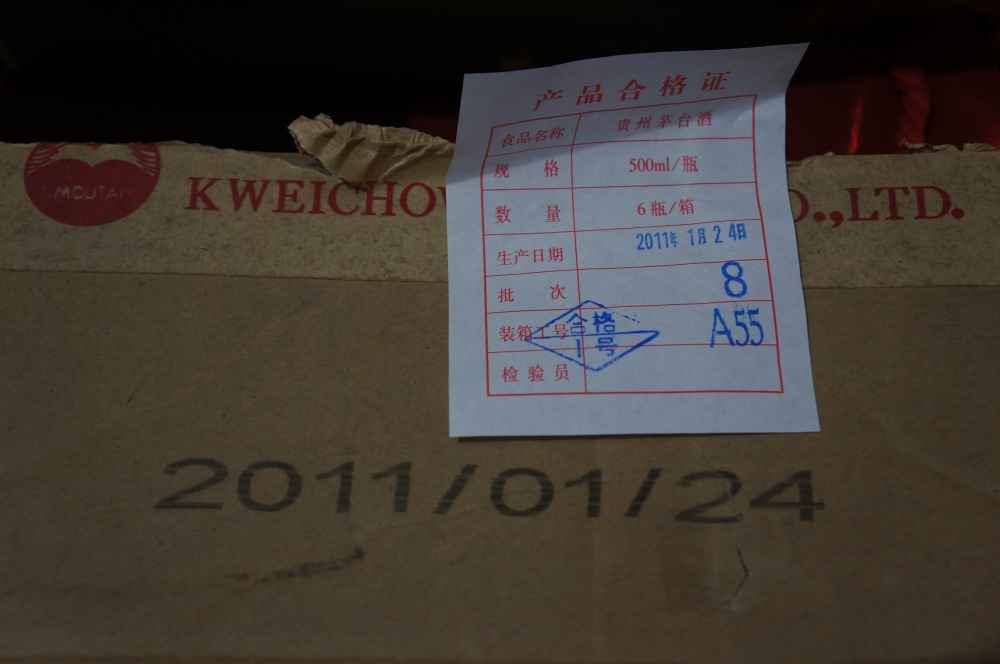 产品合格证
食品名称 贵州茅台酒
规 格 500ml/瓶
数 量 6瓶/箱
生产日期 2011年 1月24日
批 次 8
装箱工号 A55
检验员
合格
1号
MOUTAI
KWEICHOW O.,LTD.
2011/01/24